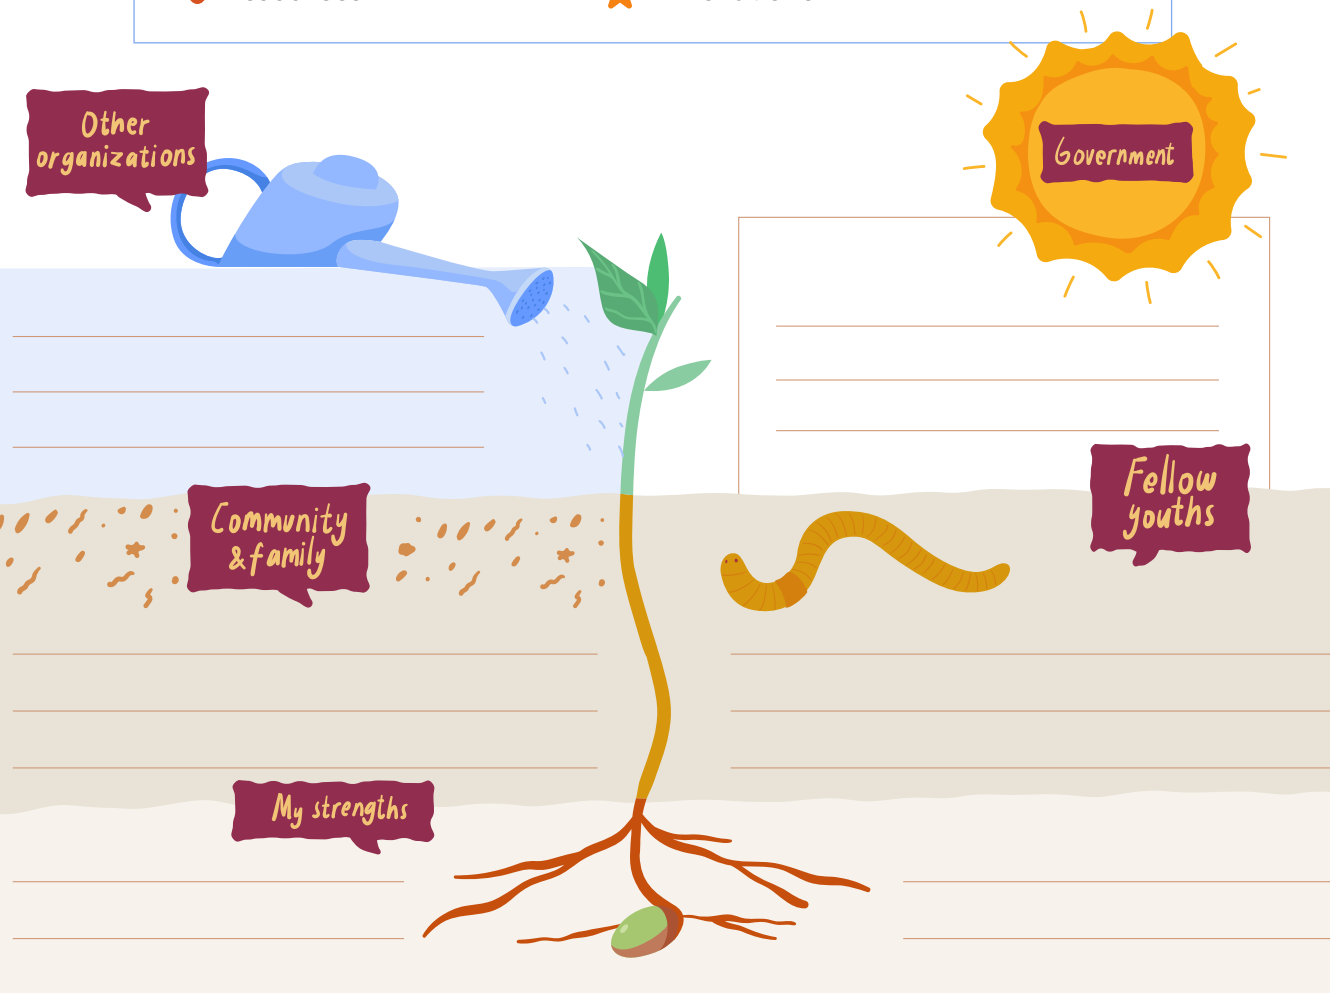 Other
organizations
Government
Fellow
youths
Community
& family
My strengths